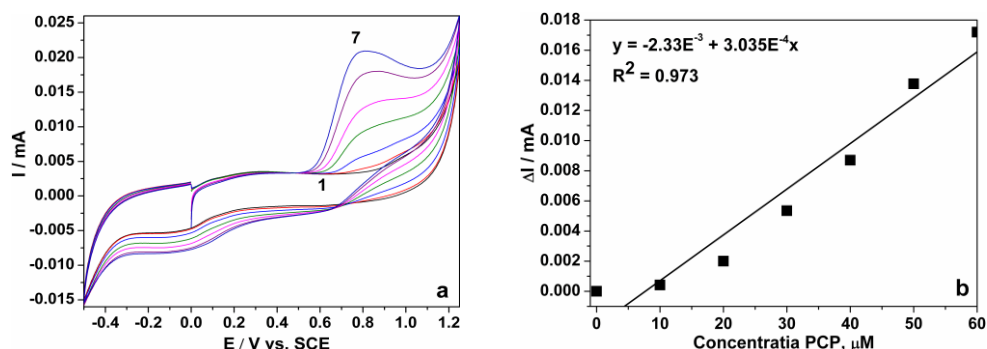 0.025
0.020
0.015
0.010
0.005
0.000
-0.005
-0.010
-0.015
I / mA
7
1
a
-0.4 -0.2 0.0 0.2 0.4 0.6 0.8 1.0 1.2
E / V vs. SCE
0.018
0.016
0.014
0.012
0.010
0.008
0.006
0.004
0.002
0.000
ΔI / mA
y = -2.33E⁻³ + 3.035E⁻⁴x
R² = 0.973
b
0 10 20 30 40 50 60
Concentratia PCP, μM